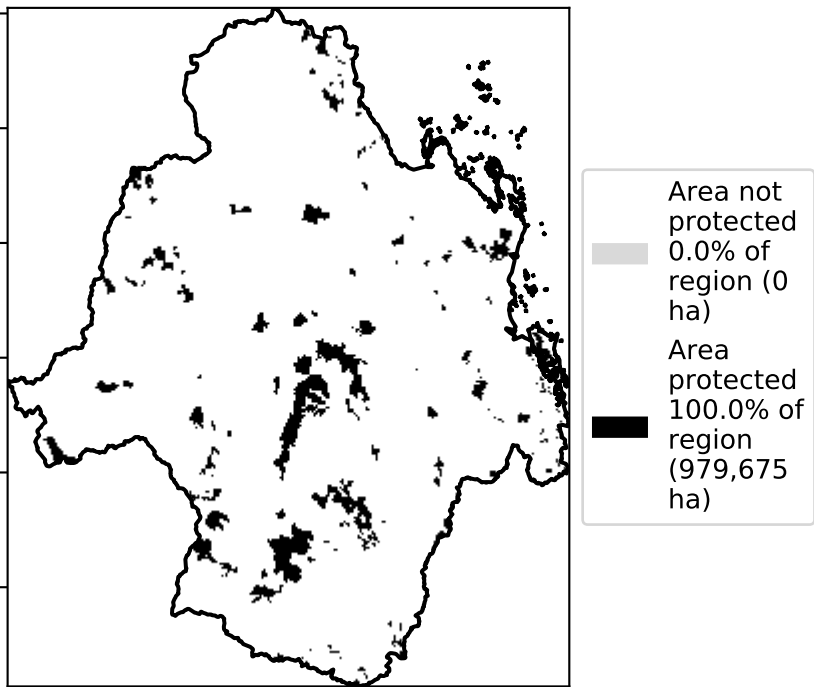 Area not
protected
0.0% of
region (0
ha)
Area
protected
100.0% of
region
(979,675
ha)